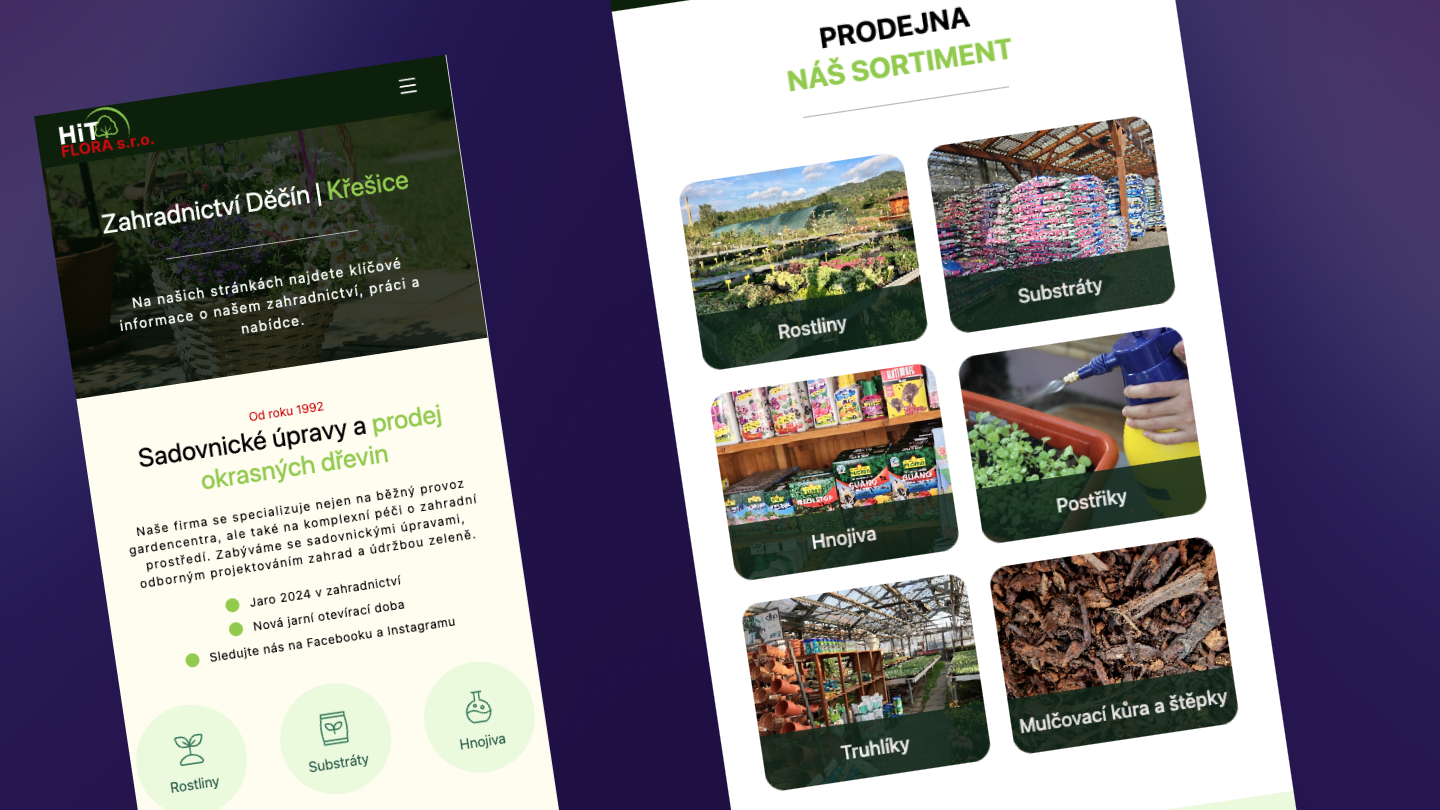 HiT
FLORA s.r.o.
Zahradnictví Děčín | Křešice
Na našich stránkách najdete klíčové
informace o našem zahradnictví, práci a
nabídce.
Od roku 1992
Sadovnické úpravy a prodej
okrasných dřevin
Naše firma se specializuje nejen na běžný provoz
gardencentra, ale také na komplexní péči o zahradní
prostředí. Zabýváme se sadovnickými úpravami,
odborným projektováním zahrad a údržbou zeleně.
Jaro 2024 v zahradnictví
Nová jarní otevírací doba
Sledujte nás na Facebooku a Instagramu
Rostliny
Substráty
Hnojiva
PRODEJNA
NÁŠ SORTIMENT
Rostliny
Substráty
Hnojiva
Postřiky
Truhlíky
Mulčovací kůra a štěpky